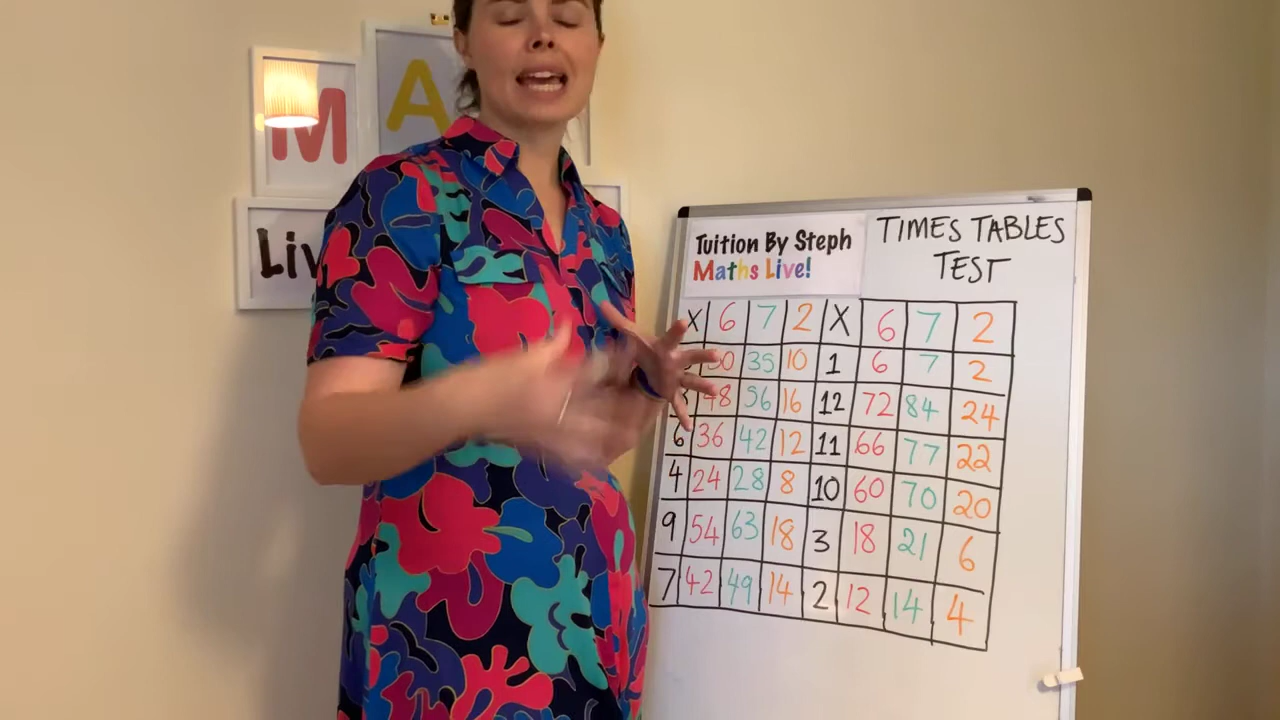 M A
Liv
Tuition By Steph
Maths Live!
TIMES TABLES
TEST
X 6 7 2 X 6 7 2
35 10 1 6 7 2
48 56 16 12 72 84 24
6 36 42 12 11 66 77 22
4 24 28 8 10 60 70 20
9 54 63 18 3 18 21 6
7 42 49 14 2 12 14 4